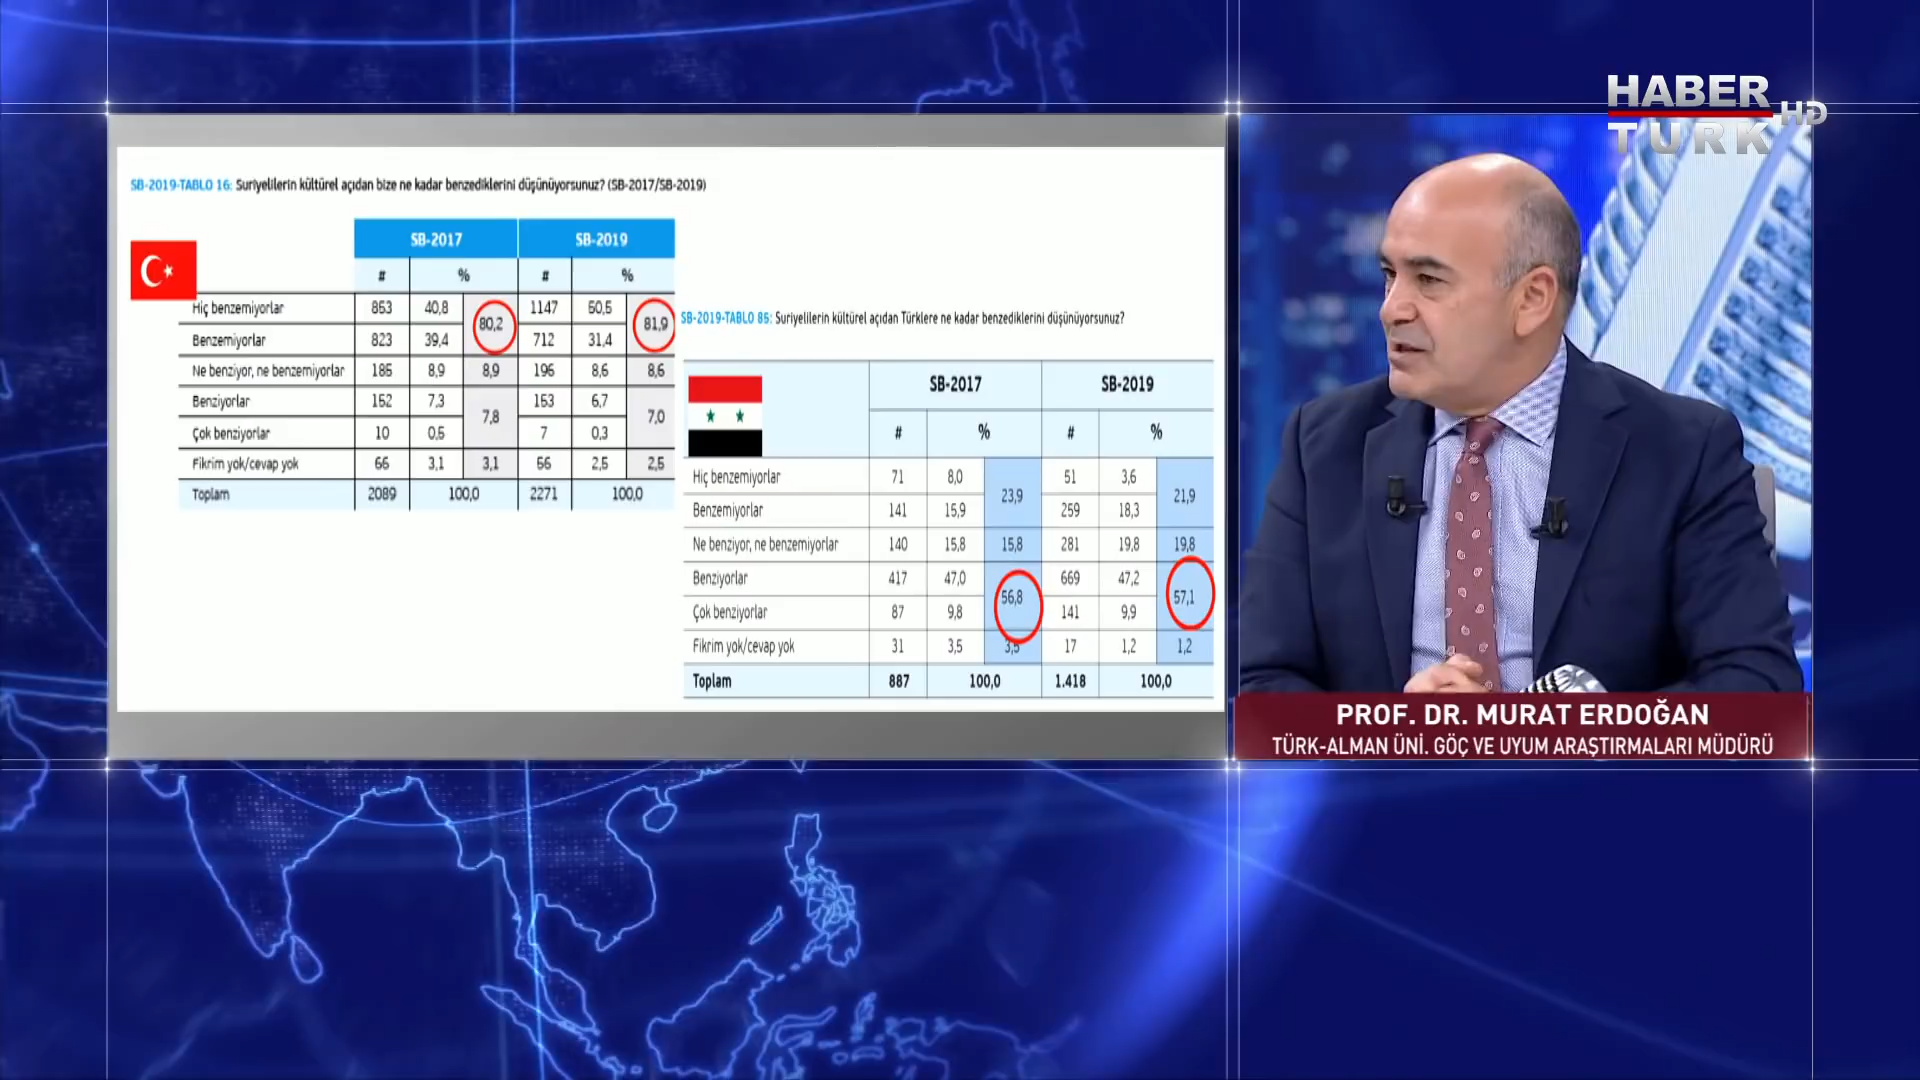 HABER
TÜRK HD
SB-2019-TABLO 16: Suriyelilerin kültürel açıdan bize ne kadar benzediklerini düşünüyorsunuz? (SB-2017/SB-2019)
SB-2017 SB-2019
# % # %
Hiç benzemiyorlar 853 40,8 80,2 1147 50,5 81,9
Benzemiyorlar 823 39,4 712 31,4
Ne benziyor, ne benzemiyorlar 185 8,9 8,9 196 8,6 8,6
Benziyorlar 152 7,3 7,8 153 6,7 7,0
Çok benziyorlar 10 0,5 7 0,3
Fikrim yok/cevap yok 66 3,1 3,1 56 2,5 2,5
Toplam 2089 100,0 2271 100,0
SB-2019-TABLO 85: Suriyelilerin kültürel açıdan Türklere ne kadar benzediklerini düşünüyorsunuz?
SB-2017 SB-2019
# % # %
Hiç benzemiyorlar 71 8,0 23,9 51 3,6 21,9
Benzemiyorlar 141 15,9 259 18,3
Ne benziyor, ne benzemiyorlar 140 15,8 15,8 281 19,8 19,8
Benziyorlar 417 47,0 56,8 669 47,2 57,1
Çok benziyorlar 87 9,8 141 9,9
Fikrim yok/cevap yok 31 3,5 3,5 17 1,2 1,2
Toplam 887 100,0 1.418 100,0
PROF. DR. MURAT ERDOĞAN
TÜRK-ALMAN ÜNİ. GÖÇ VE UYUM ARAŞTIRMALARI MÜDÜRÜ